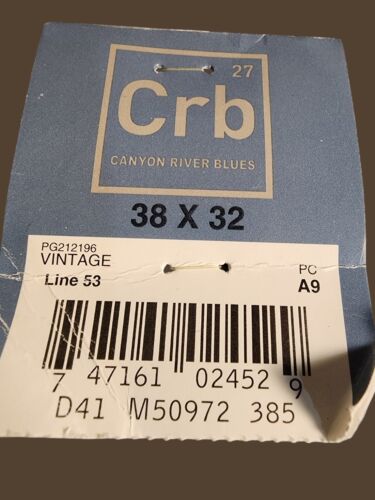 27
Crb
CANYON RIVER BLUES
38 X 32
PG212196
VINTAGE
PC
Line 53
A9
7 47161 02452 9
D41 M50972 385